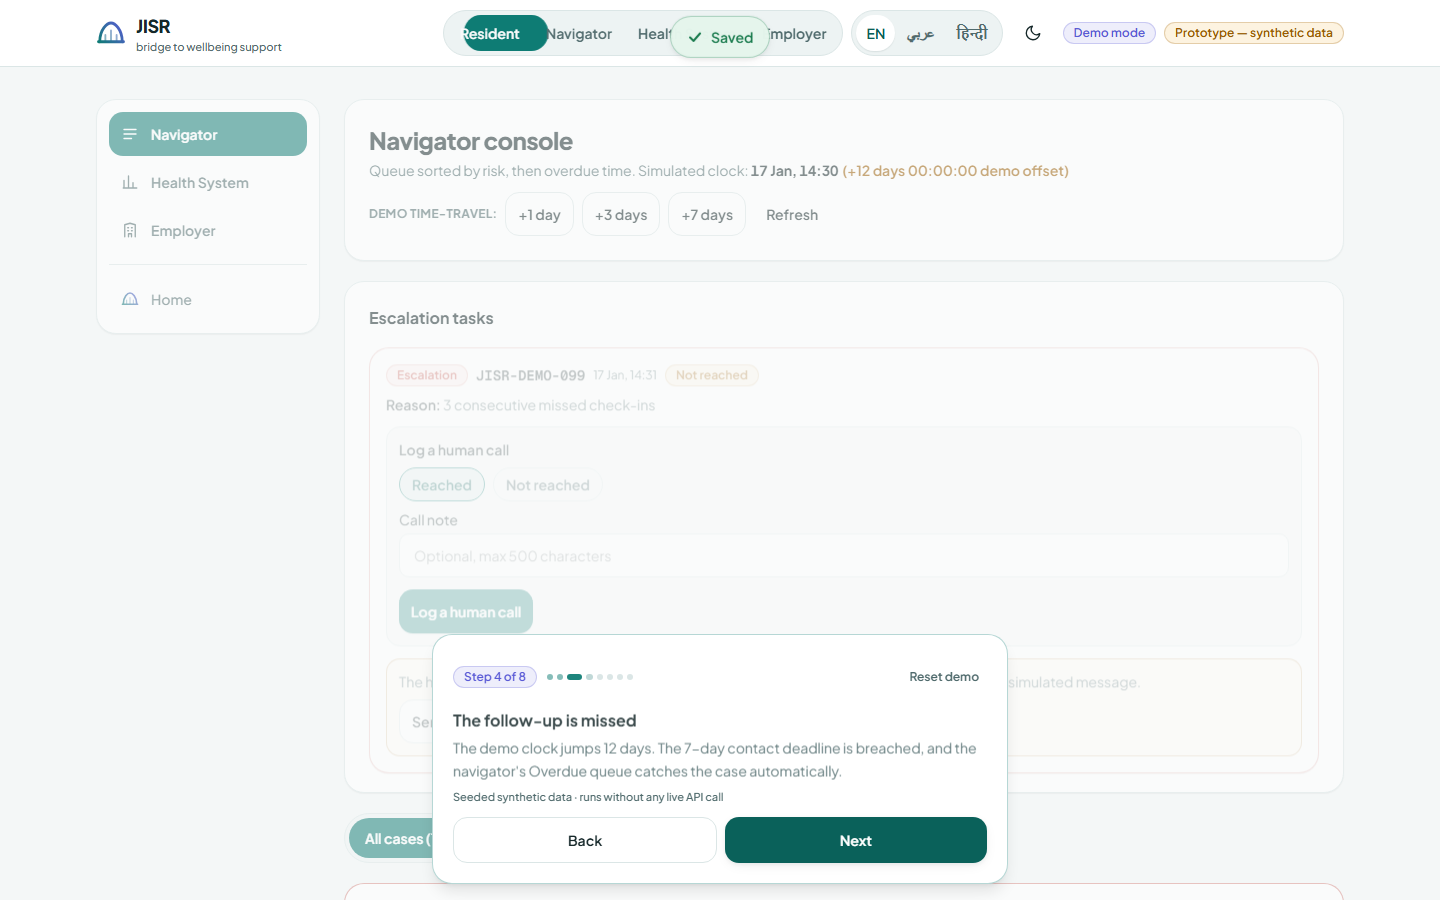 JISR
bridge to wellbeing support
Resident
Navigator
Saved
EN
عربي
हिन्दी
Demo mode
Prototype — synthetic data
Navigator
Health System
Employer
Home
Navigator console
Queue sorted by risk, then overdue time. Simulated clock: 17 Jan, 14:30 (+12 days 00:00:00 demo offset)
DEMO TIME-TRAVEL:
+1 day
+3 days
+7 days
Refresh
Escalation tasks
Escalation
JISR-DEMO-099
17 Jan, 14:31
Not reached
Reason: 3 consecutive missed check-ins
Log a human call
Reached
Not reached
Call note
Optional, max 500 characters
Log a human call
The
simulated message.
Step 4 of 8
Reset demo
The follow-up is missed
The demo clock jumps 12 days. The 7-day contact deadline is breached, and the
navigator's Overdue queue catches the case automatically.
Seeded synthetic data · runs without any live API call
Back
Next
All cases